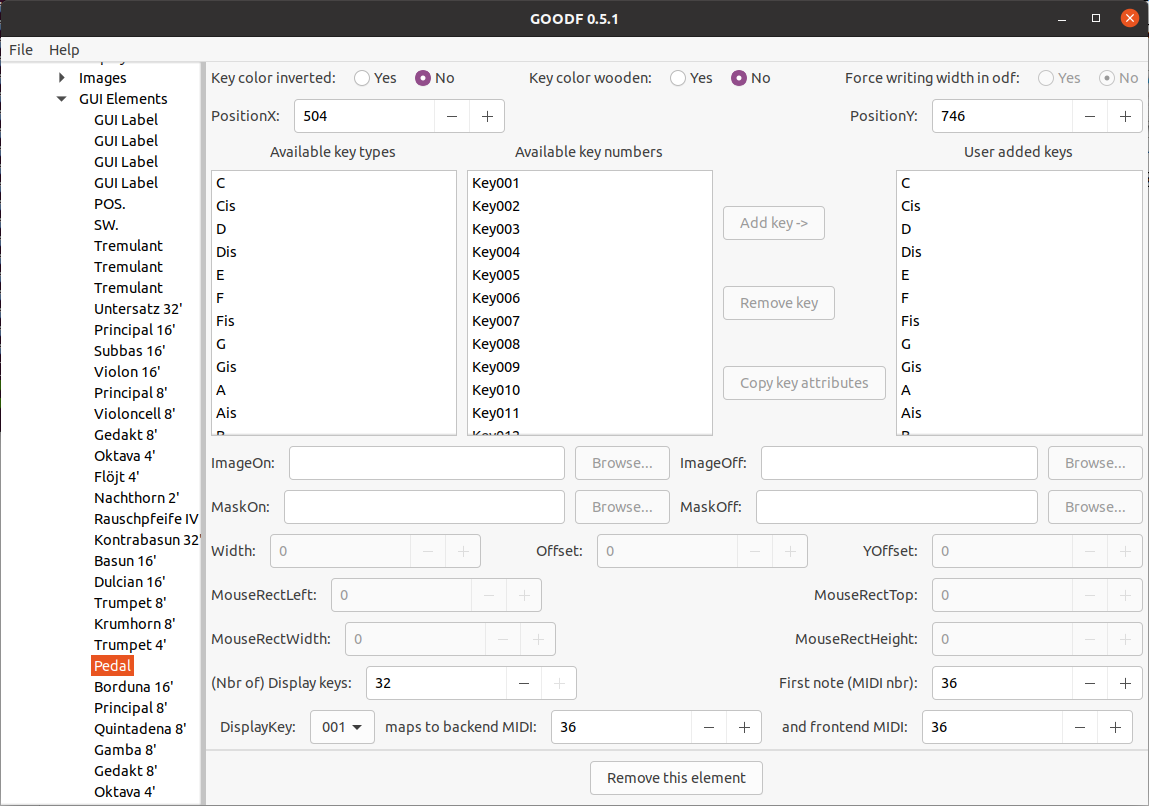 GOODF 0.5.1
File Help
Images
GUI Elements
GUI Label
GUI Label
GUI Label
GUI Label
POS.
SW.
Tremulant
Tremulant
Tremulant
Untersatz 32'
Principal 16'
Subbas 16'
Violon 16'
Principal 8'
Violoncell 8'
Gedakt 8'
Oktava 4'
Flöjt 4'
Nachthorn 2'
Rauschpfeife IV
Kontrabasun 32'
Basun 16'
Dulcian 16'
Trumpet 8'
Krumhorn 8'
Trumpet 4'
Pedal
Borduna 16'
Principal 8'
Quintadena 8'
Gamba 8'
Gedakt 8'
Oktava 4'
Key color inverted: Yes No Key color wooden: Yes No Force writing width in odf: Yes No
PositionX: 504 PositionY: 746
Available key types Available key numbers User added keys
C Key001 C
Cis Key002 Cis
D Key003 D
Dis Key004 Dis
E Key005 E
F Key006 F
Fis Key007 Fis
G Key008 G
Gis Key009 Gis
A Key010 A
Ais Key011 Ais
Add key ->
Remove key
Copy key attributes
ImageOn: Browse... ImageOff: Browse...
MaskOn: Browse... MaskOff: Browse...
Width: 0 Offset: 0 YOffset: 0
MouseRectLeft: 0 MouseRectTop: 0
MouseRectWidth: 0 MouseRectHeight: 0
(Nbr of) Display keys: 32 First note (MIDI nbr): 36
DisplayKey: 001 maps to backend MIDI: 36 and frontend MIDI: 36
Remove this element